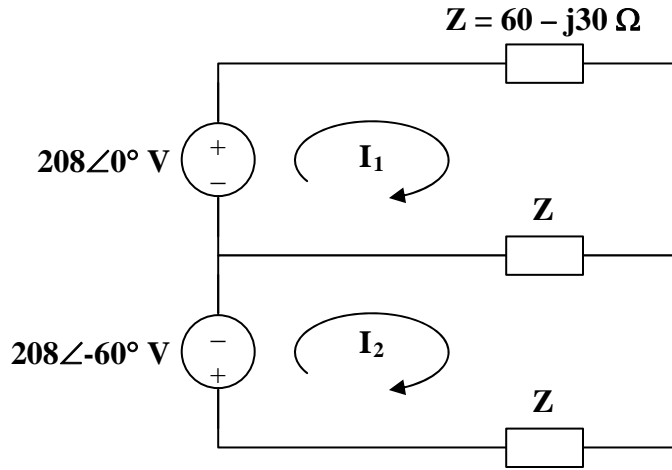 Z = 60 – j30 Ω
+
208∠0° V
–
I₁
Z
–
208∠-60° V
+
I₂
Z